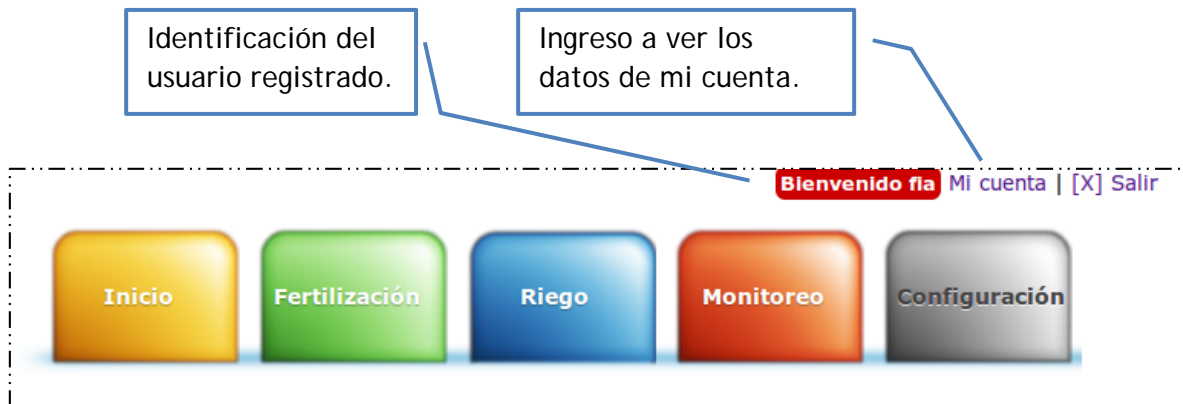 Identificación del
usuario registrado.
Ingreso a ver los
datos de mi cuenta.
Bienvenido fia Mi cuenta | [X] Salir
Inicio
Fertilización
Riego
Monitoreo
Configuración